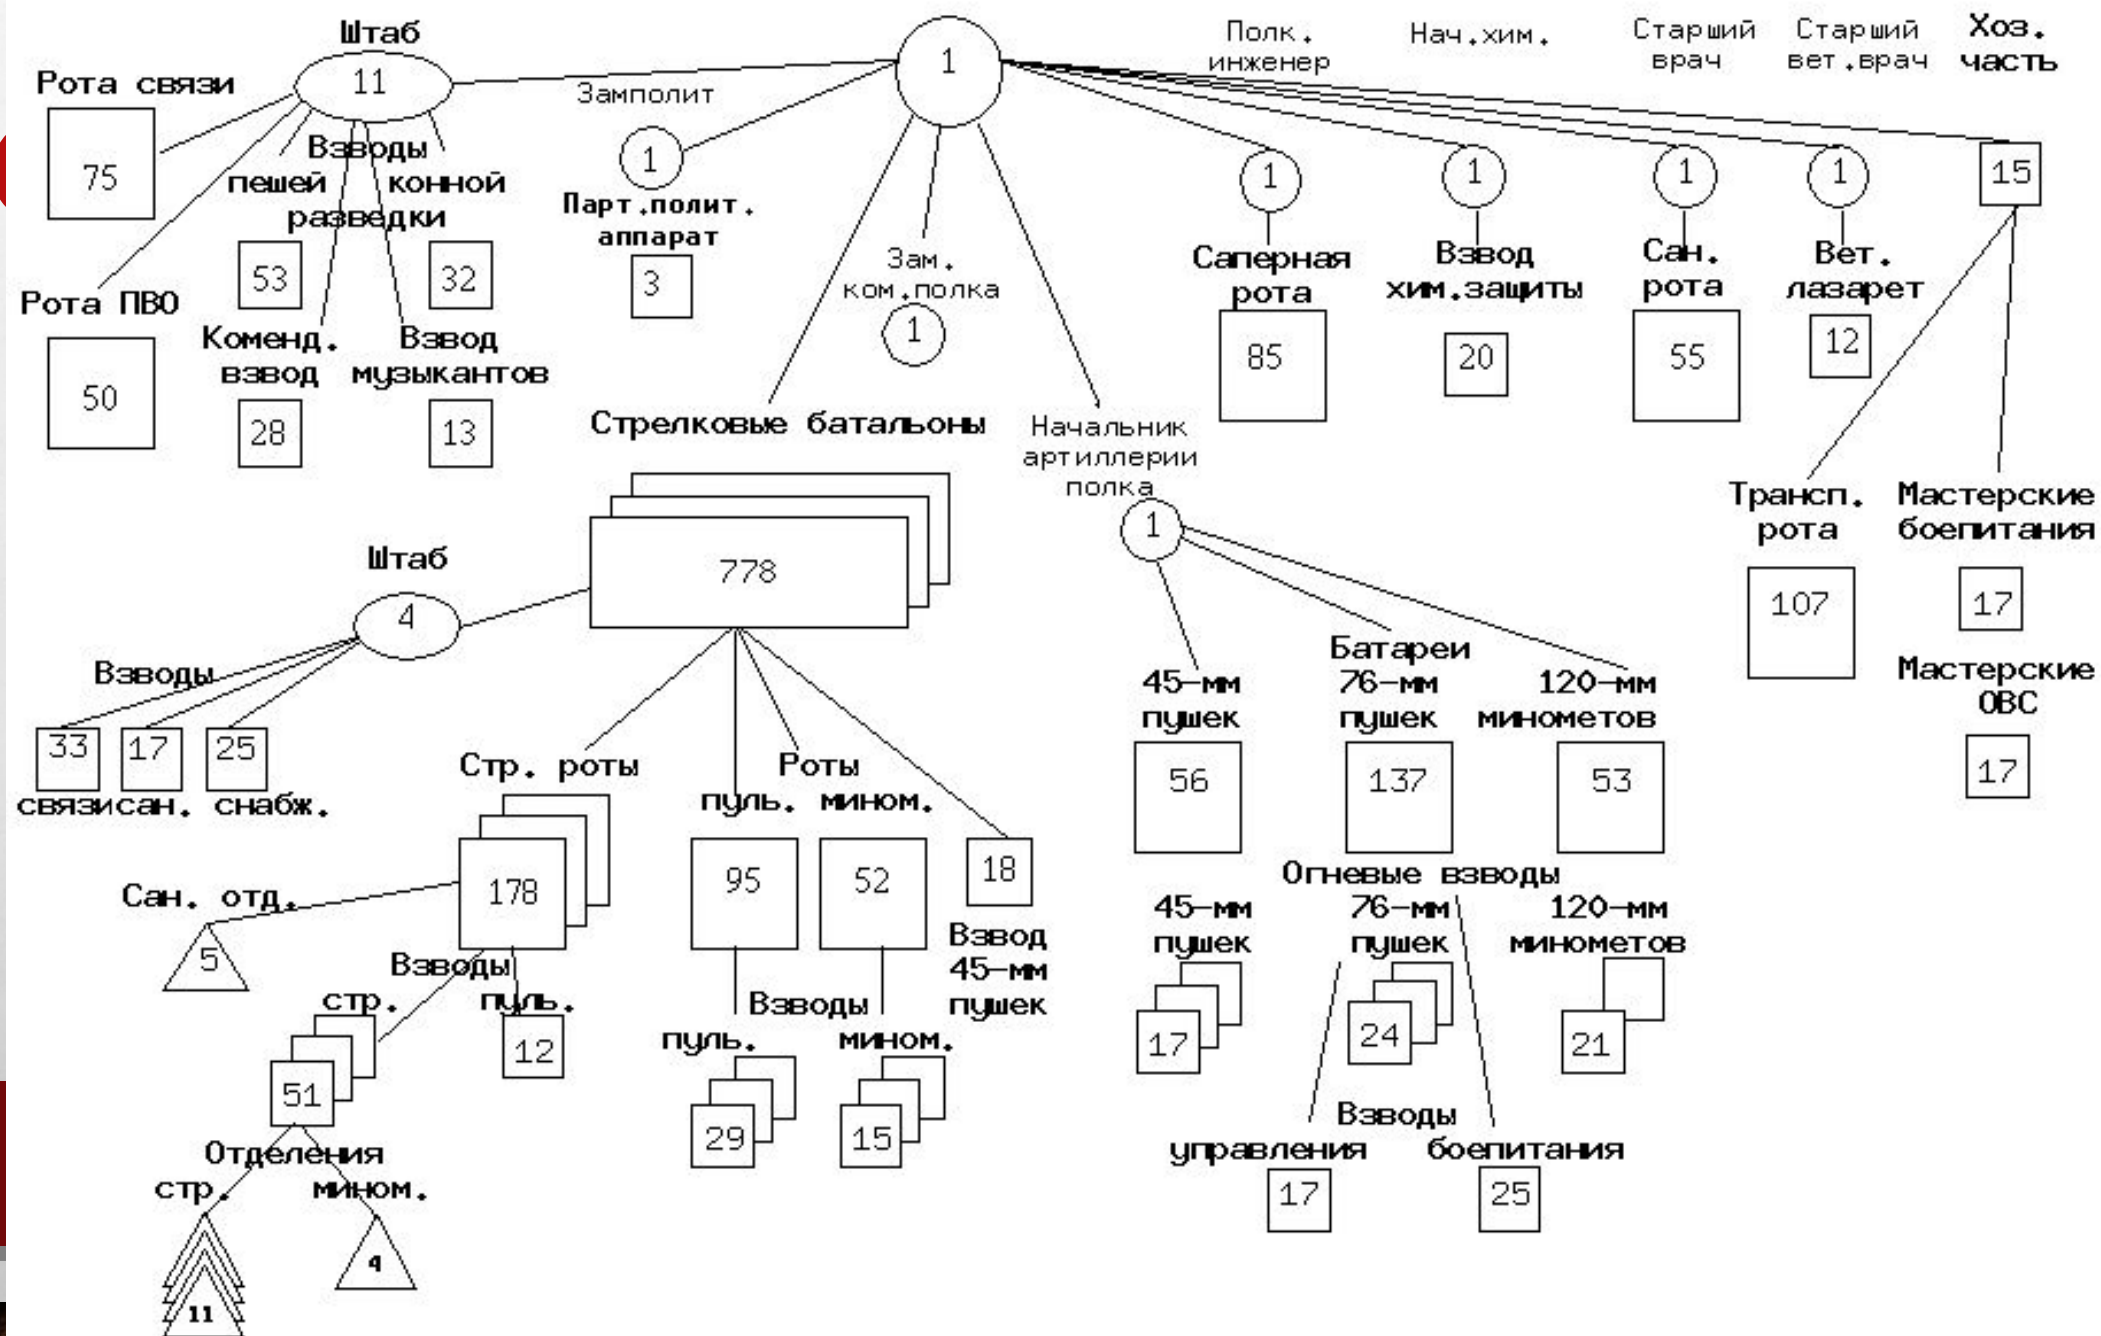 Штаб
11
Рота связи
75
Рота ПВО
50
Взводы
пешей конной
разведки
53 32
Коменд.
взвод
28
Взвод
музыкантов
13
1
Замполит
1
Парт.полит.
аппарат
3
Зам.
ком.полка
1
Полк.
инженер
1
Саперная
рота
85
Нач.хим.
1
Взвод
хим.защиты
20
Старший
врач
1
Сан.
рота
55
Старший
вет.врач
1
Вет.
лазарет
12
Хоз.
часть
15
Трансп.
рота
107
Мастерские
боепитания
17
Мастерские
ОВС
17
Стрелковые батальоны
778
Штаб
4
Взводы
33 17 25
связи сан. снабж.
Стр. роты
178
Сан. отд.
5
Взводы
стр. пуль.
51 12
Отделения
стр. мином.
11 4
Роты
пуль. мином.
95 52
Взводы
пуль. мином.
29 15
18
Взвод
45-мм
пушек
Начальник
артиллерии
полка
1
Батареи
45-мм 76-мм 120-мм
пушек пушек минометов
56 137 53
Огневые взводы
45-мм 76-мм 120-мм
пушек пушек минометов
17 24 21
Взводы
управления боепитания
17 25